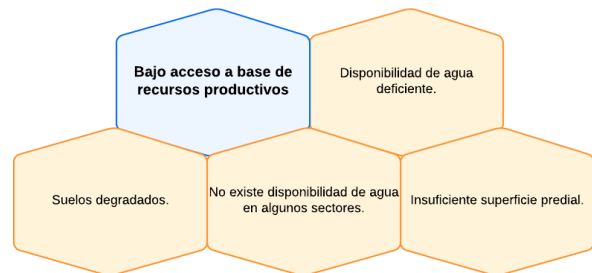 Bajo acceso a base de
recursos productivos
Disponibilidad de agua
deficiente.
Suelos degradados.
No existe disponibilidad de agua
en algunos sectores.
Insuficiente superficie predial.